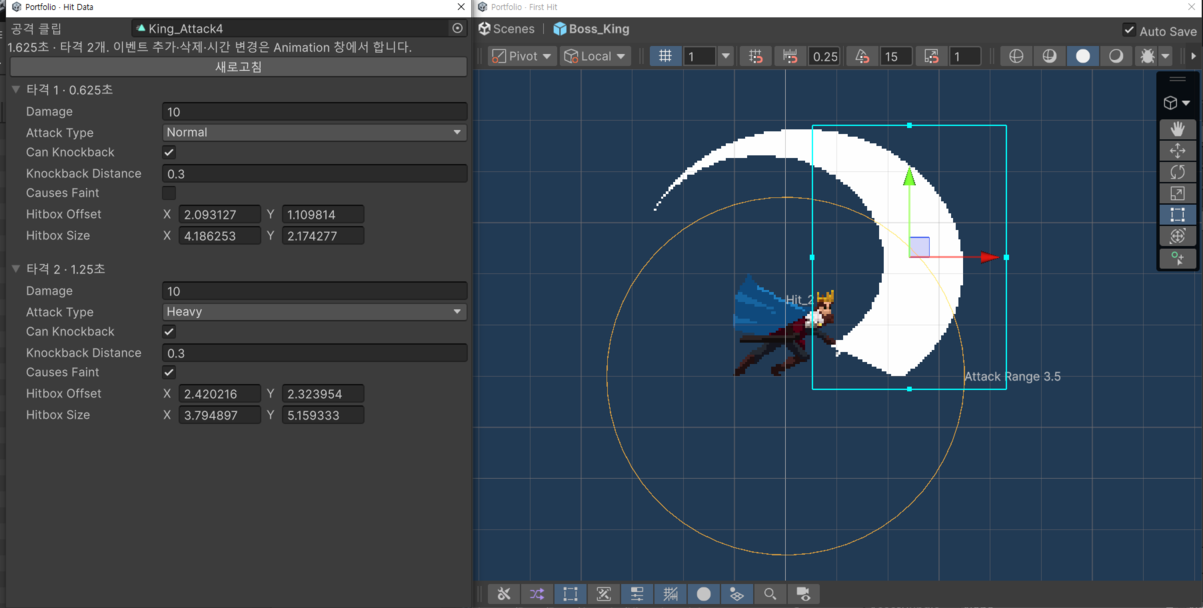 Portfolio - Hit Data
공격 클립
King_Attack4
1.625초 · 타격 2개. 이벤트 추가·삭제·시간 변경은 Animation 창에서 합니다.
새로고침
타격 1 · 0.625초
Damage 10
Attack Type Normal
Can Knockback
Knockback Distance 0.3
Causes Faint
Hitbox Offset X 2.093127 Y 1.109814
Hitbox Size X 4.186253 Y 2.174277
타격 2 · 1.25초
Damage 10
Attack Type Heavy
Can Knockback
Knockback Distance 0.3
Causes Faint
Hitbox Offset X 2.420216 Y 2.323954
Hitbox Size X 3.794897 Y 5.159333
Portfolio - First Hit
Scenes Boss_King
Auto Save
Pivot Local 1 0.25 15 1
Hit_2
Attack Range 3.5